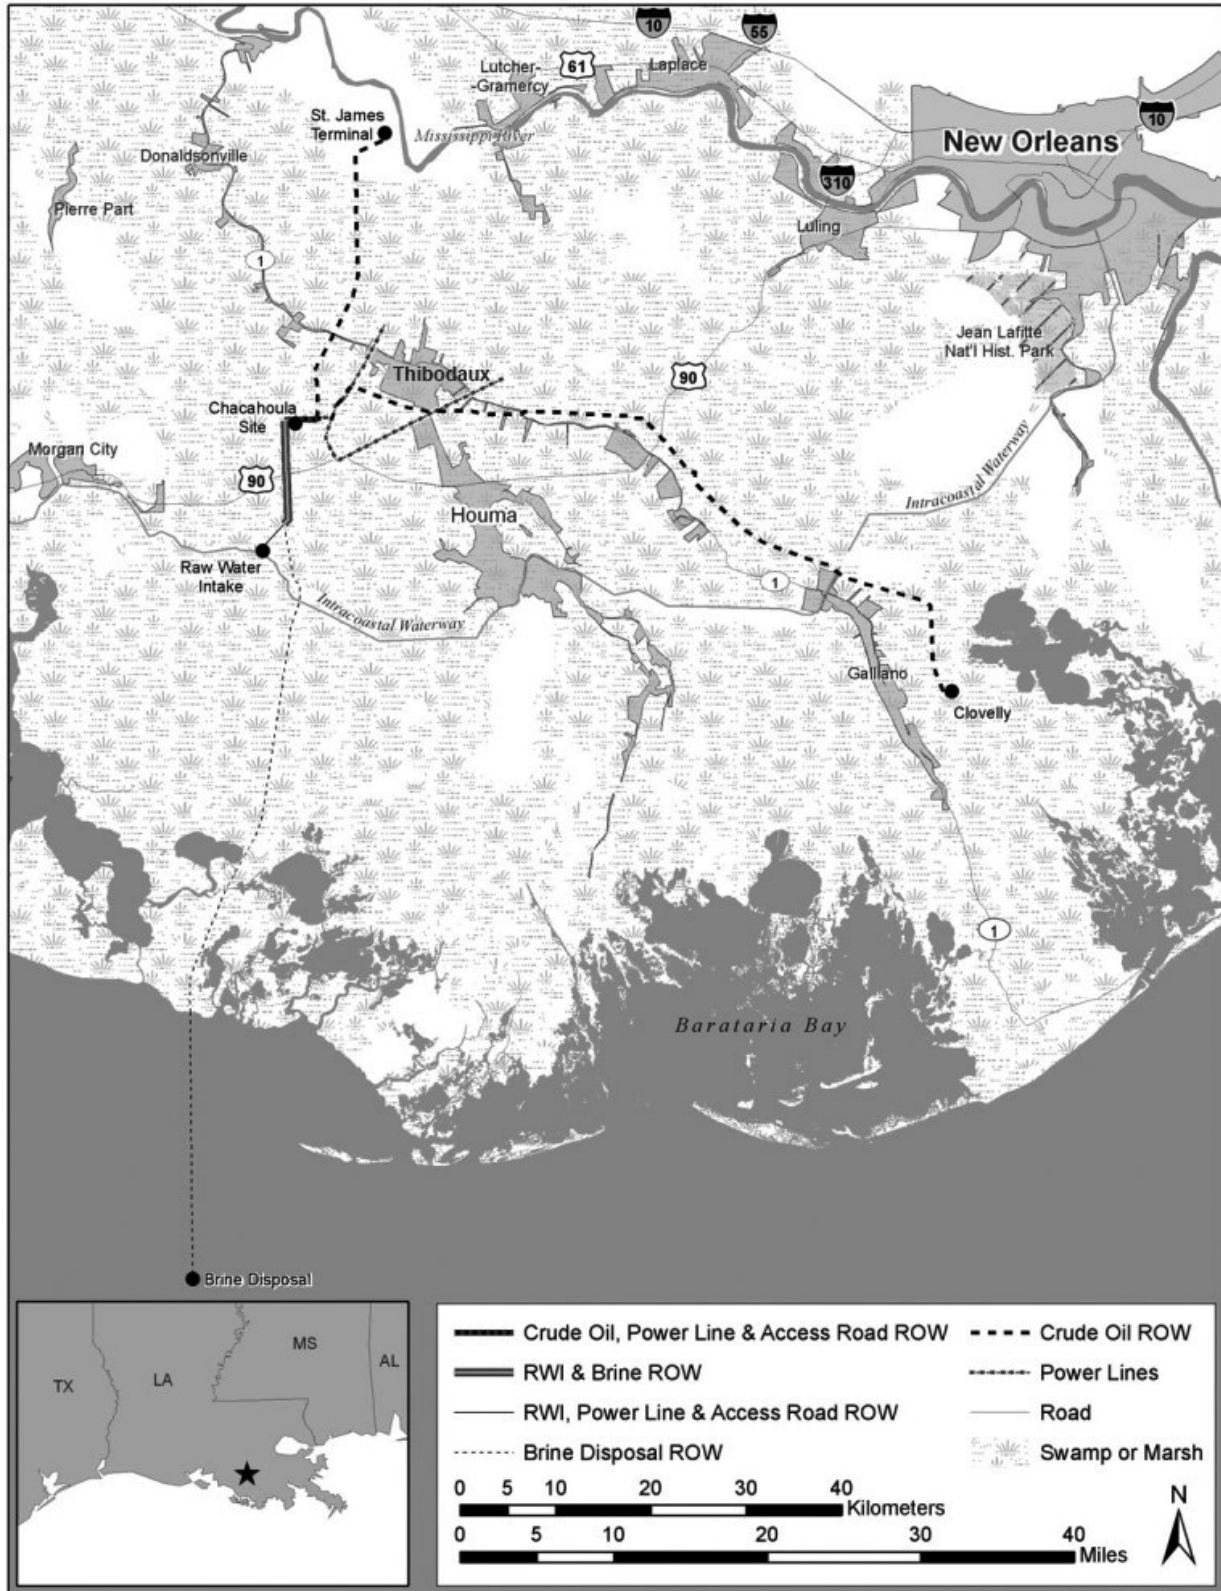 10
55
61
Lutcher-
-Gramercy
Laplace
St. James
Terminal
Mississippi River
10
New Orleans
Donaldsonville
310
Pierre Part
Luling
1
Jean Lafitte
Nat'l Hist. Park
90
Thibodaux
Chacahoula
Site
Morgan City
90
Intracoastal Waterway
Houma
Raw Water
Intake
1
Intracoastal Waterway
Galliano
Clovelly
1
Barataria Bay
Brine Disposal
TX
LA
MS
AL
Crude Oil, Power Line & Access Road ROW
RWI & Brine ROW
RWI, Power Line & Access Road ROW
Brine Disposal ROW
Crude Oil ROW
Power Lines
Road
Swamp or Marsh
0 5 10 20 30 40
Kilometers
0 5 10 20 30 40
Miles
N